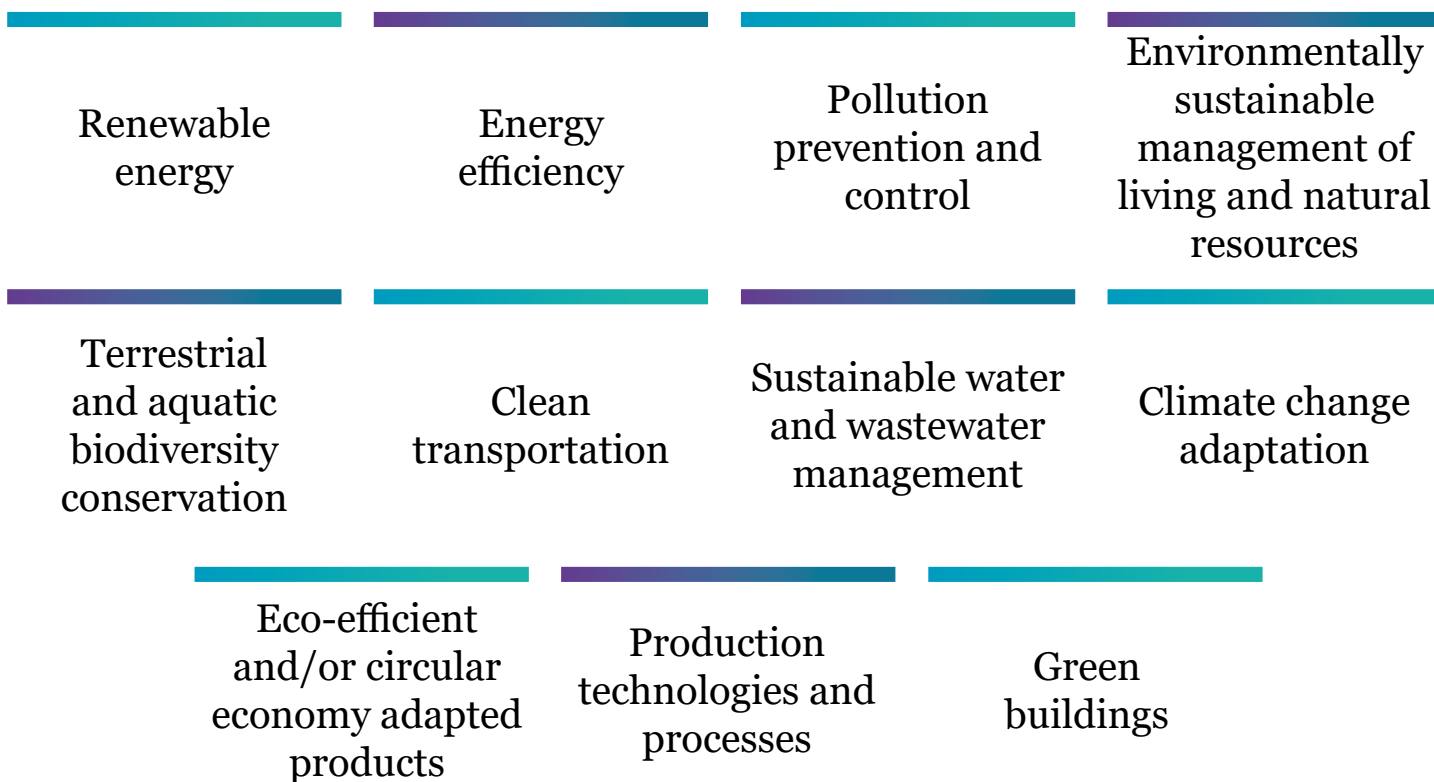 Renewable
energy
Energy
efficiency
Pollution
prevention and
control
Environmentally
sustainable
management of
living and natural
resources
Terrestrial
and aquatic
biodiversity
conservation
Clean
transportation
Sustainable water
and wastewater
management
Climate change
adaptation
Eco-efficient
and/or circular
economy adapted
products
Production
technologies and
processes
Green
buildings